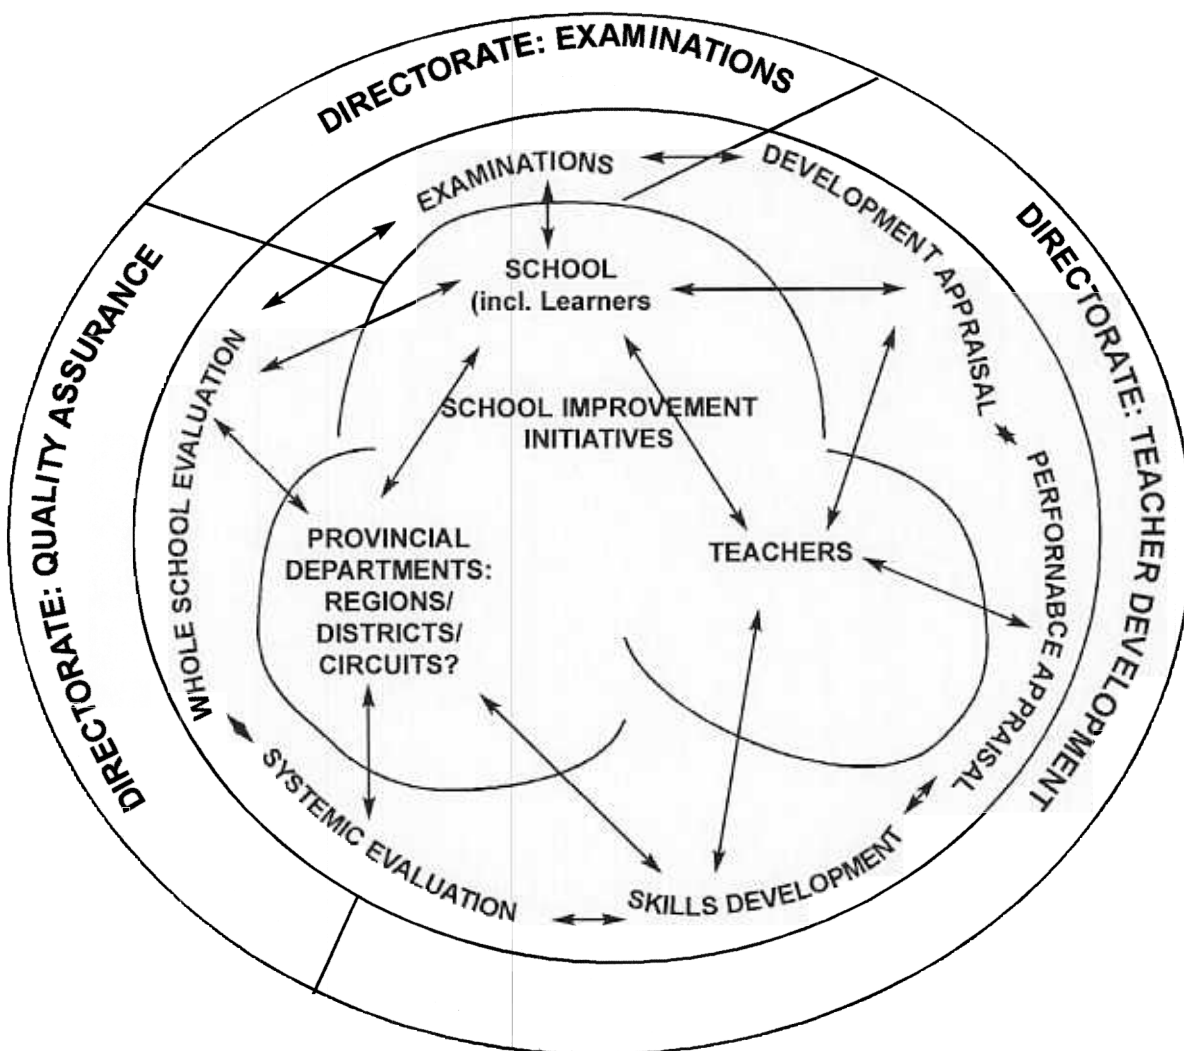 DIRECTORATE: EXAMINATIONS
DIRECTORATE: TEACHER DEVELOPMENT
DIRECTORATE: QUALITY ASSURANCE
EXAMINATIONS
DEVELOPMENT APPRAISAL
PERFORNABCE APPRAISAL
SKILLS DEVELOPMENT
SYSTEMIC EVALUATION
WHOLE SCHOOL EVALUATION
SCHOOL
(incl. Learners
SCHOOL IMPROVEMENT
INITIATIVES
PROVINCIAL
DEPARTMENTS:
REGIONS/
DISTRICTS/
CIRCUITS?
TEACHERS